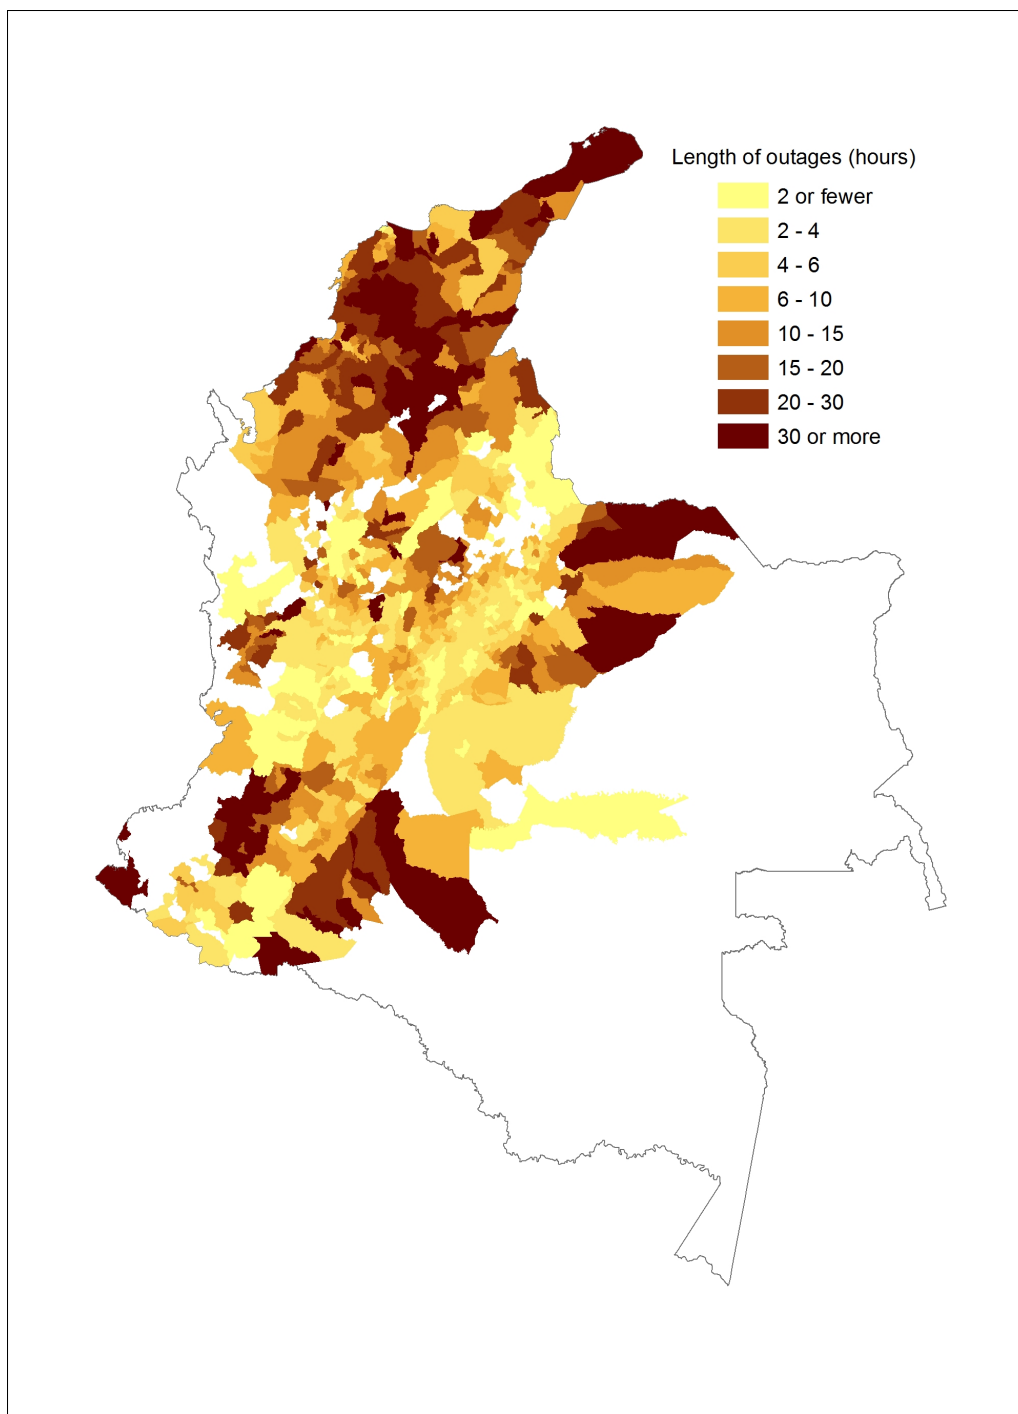 Length of outages (hours)
2 or fewer
2 - 4
4 - 6
6 - 10
10 - 15
15 - 20
20 - 30
30 or more